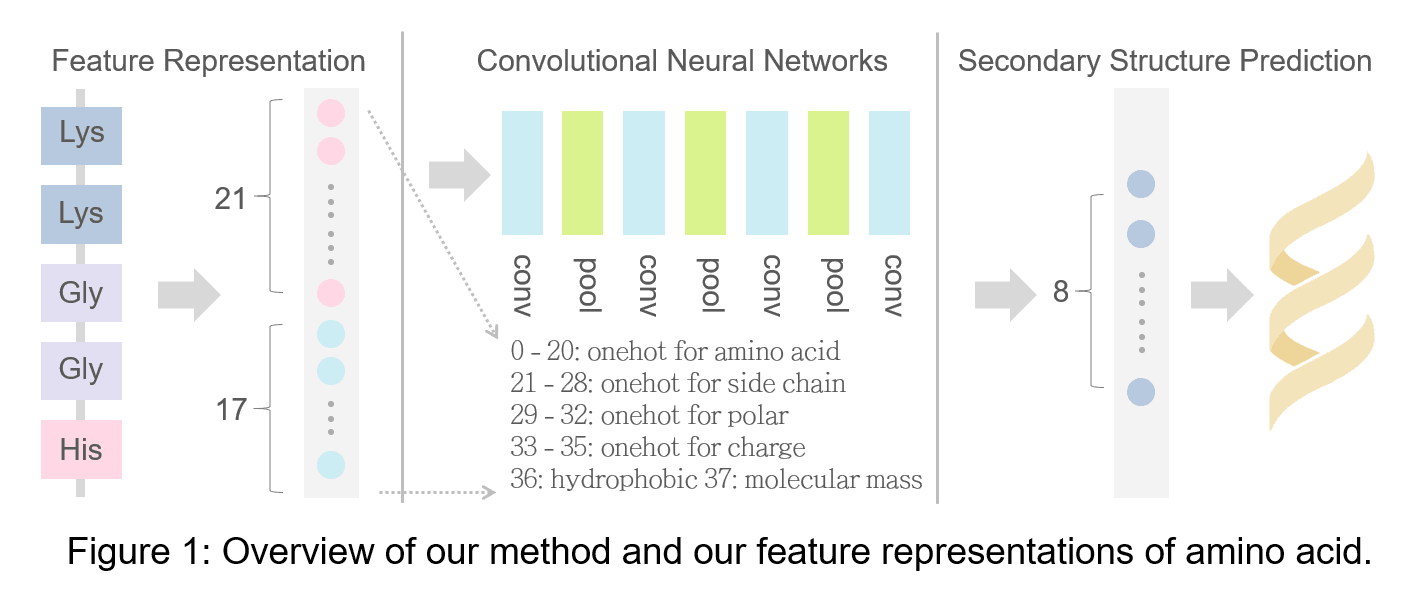 Feature Representation
Lys
Lys
Gly
Gly
His
21
17
Convolutional Neural Networks
conv
pool
conv
pool
conv
pool
conv
0 - 20: onehot for amino acid
21 - 28: onehot for side chain
29 - 32: onehot for polar
33 - 35: onehot for charge
36: hydrophobic 37: molecular mass
Secondary Structure Prediction
8
Figure 1: Overview of our method and our feature representations of amino acid.